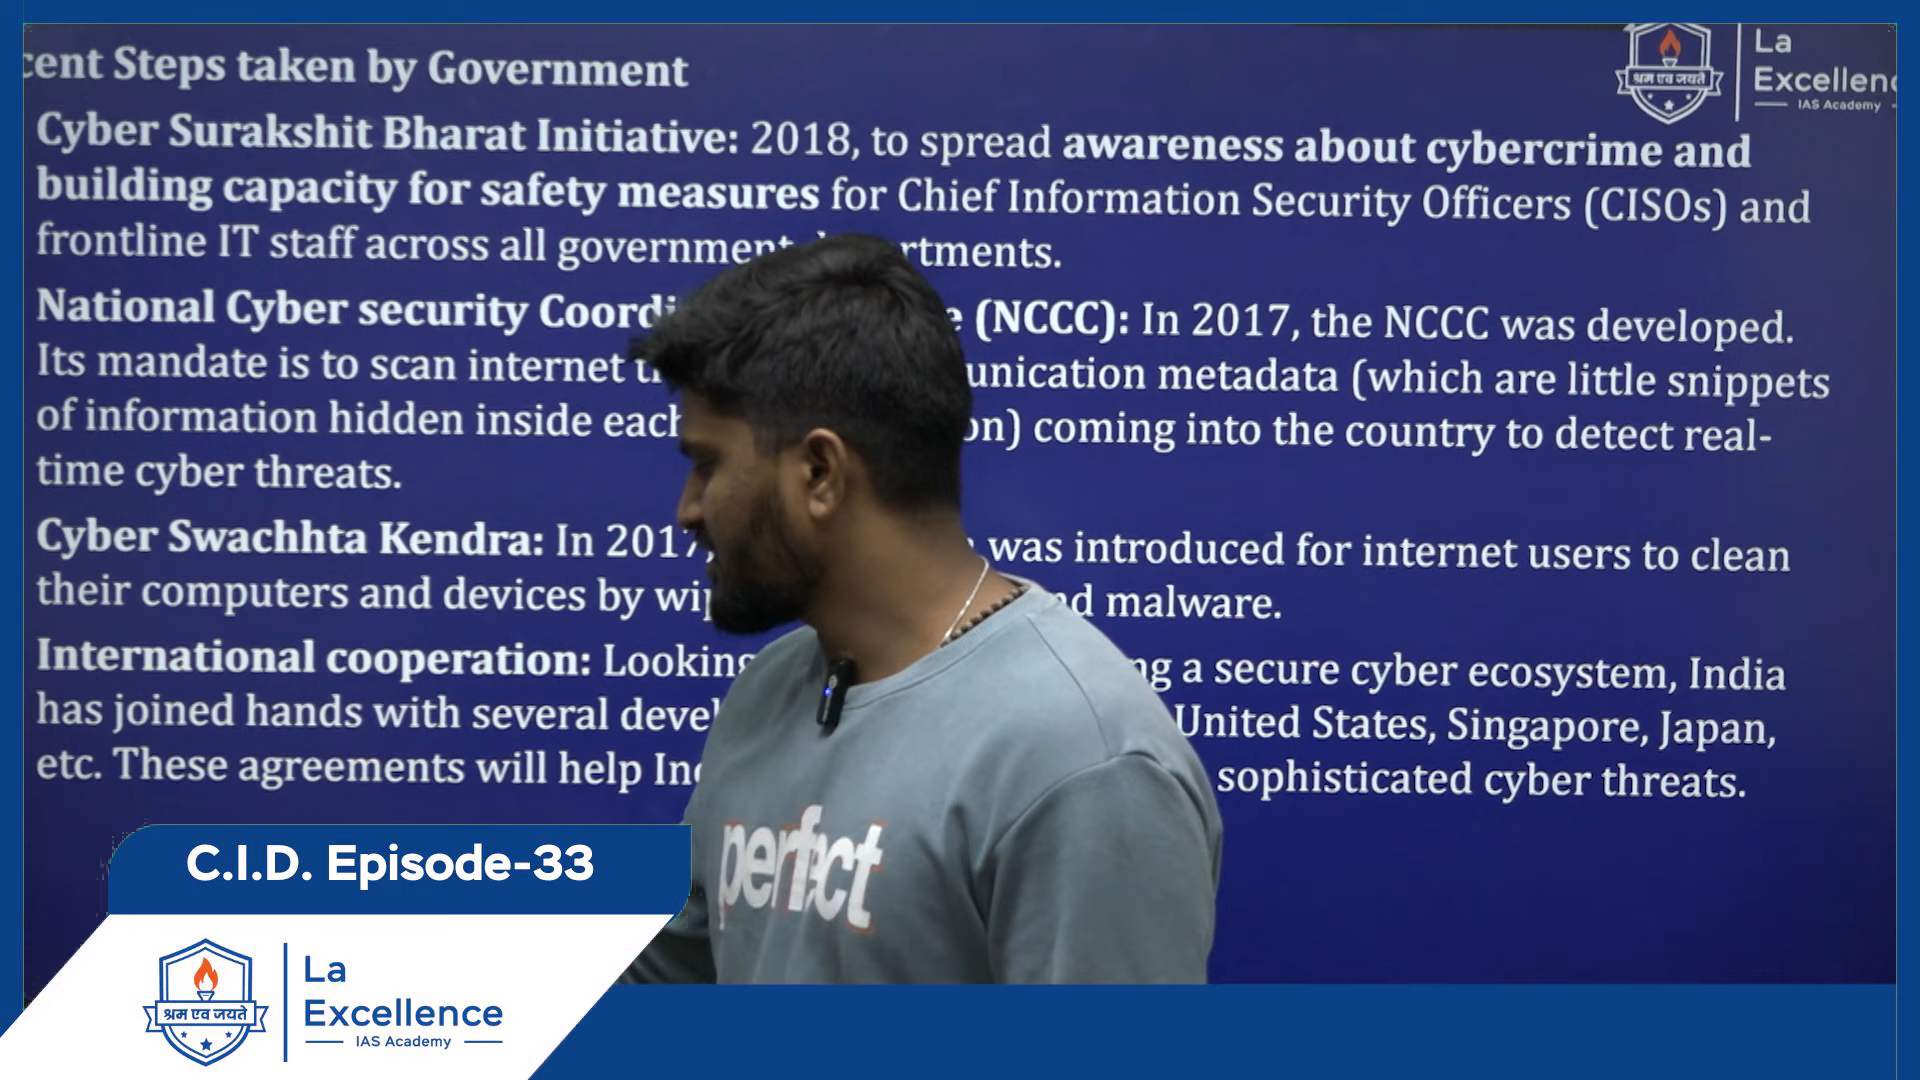 cent Steps taken by Government
Cyber Surakshit Bharat Initiative: 2018, to spread awareness about cybercrime and
building capacity for safety measures for Chief Information Security Officers (CISOs) and
frontline IT staff across all government rtments.
National Cyber security Coordi e (NCCC): In 2017, the NCCC was developed.
Its mandate is to scan internet unication metadata (which are little snippets
of information hidden inside each on) coming into the country to detect real-
time cyber threats.
Cyber Swachhta Kendra: In 2017, was introduced for internet users to clean
their computers and devices by wip malware.
International cooperation: Looking ng a secure cyber ecosystem, India
has joined hands with several devel United States, Singapore, Japan,
etc. These agreements will help Ind sophisticated cyber threats.
La
Excellenc
IAS Academy
श्रम एव जयते
perfect
C.I.D. Episode-33
श्रम एव जयते
La
Excellence
IAS Academy